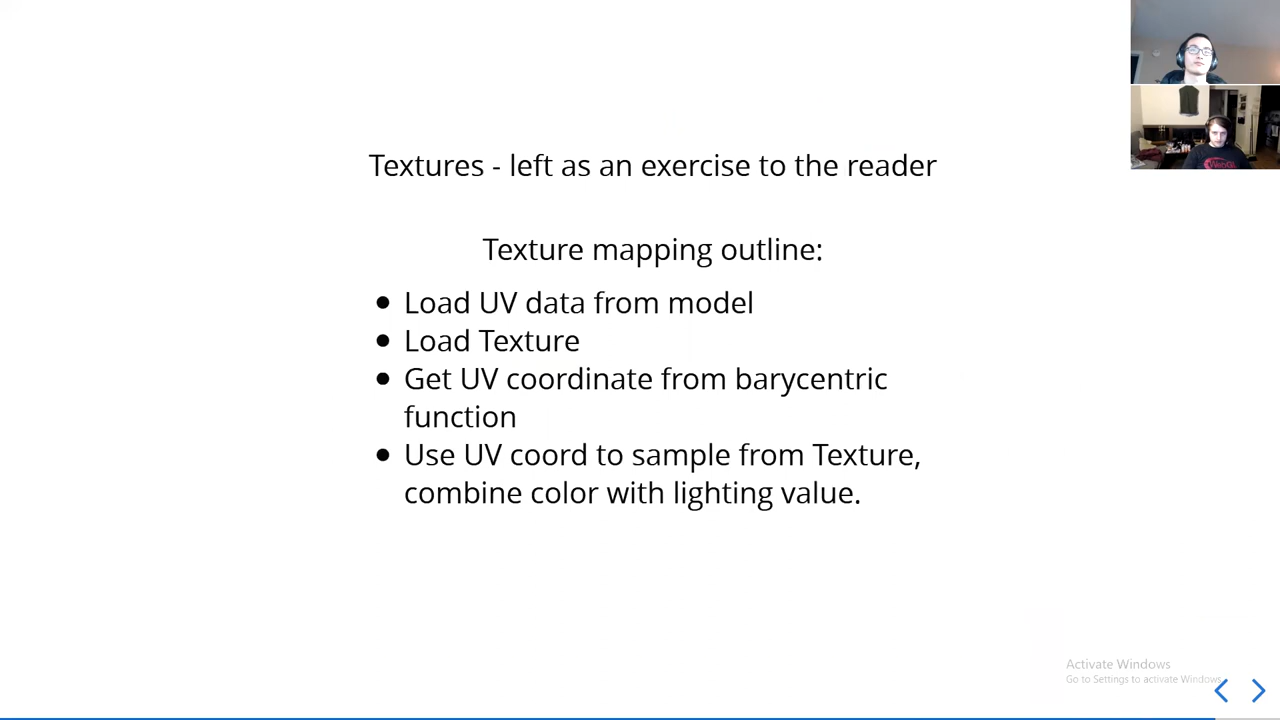 Textures - left as an exercise to the reader
Texture mapping outline:
● Load UV data from model
● Load Texture
● Get UV coordinate from barycentric
function
● Use UV coord to sample from Texture,
combine color with lighting value.
Activate Windows
Go to Settings to activate Windows.